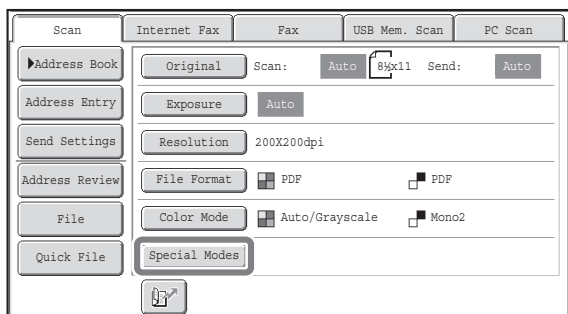 Scan Internet Fax Fax USB Mem. Scan PC Scan
Address Book Original Scan: Auto 8½x11 Send: Auto
Address Entry Exposure Auto
Send Settings Resolution 200X200dpi
Address Review File Format PDF PDF
File Color Mode Auto/Grayscale Mono2
Quick File Special Modes